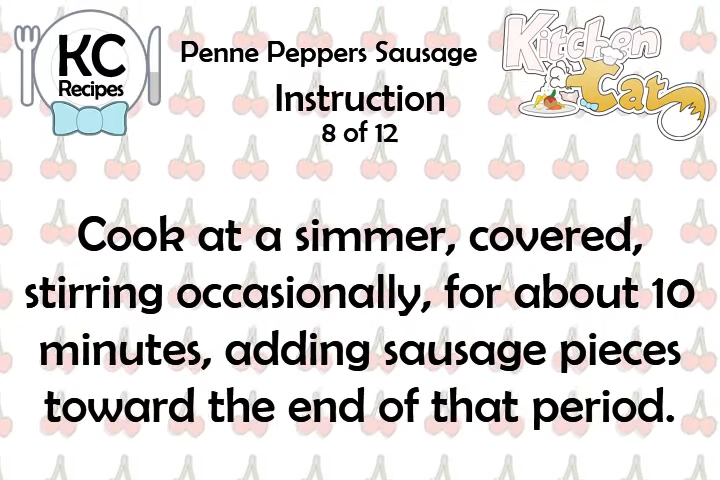 KC
Recipes
Penne Peppers Sausage
Kitchen
Cat
Instruction
8 of 12
Cook at a simmer, covered,
stirring occasionally, for about 10
minutes, adding sausage pieces
toward the end of that period.